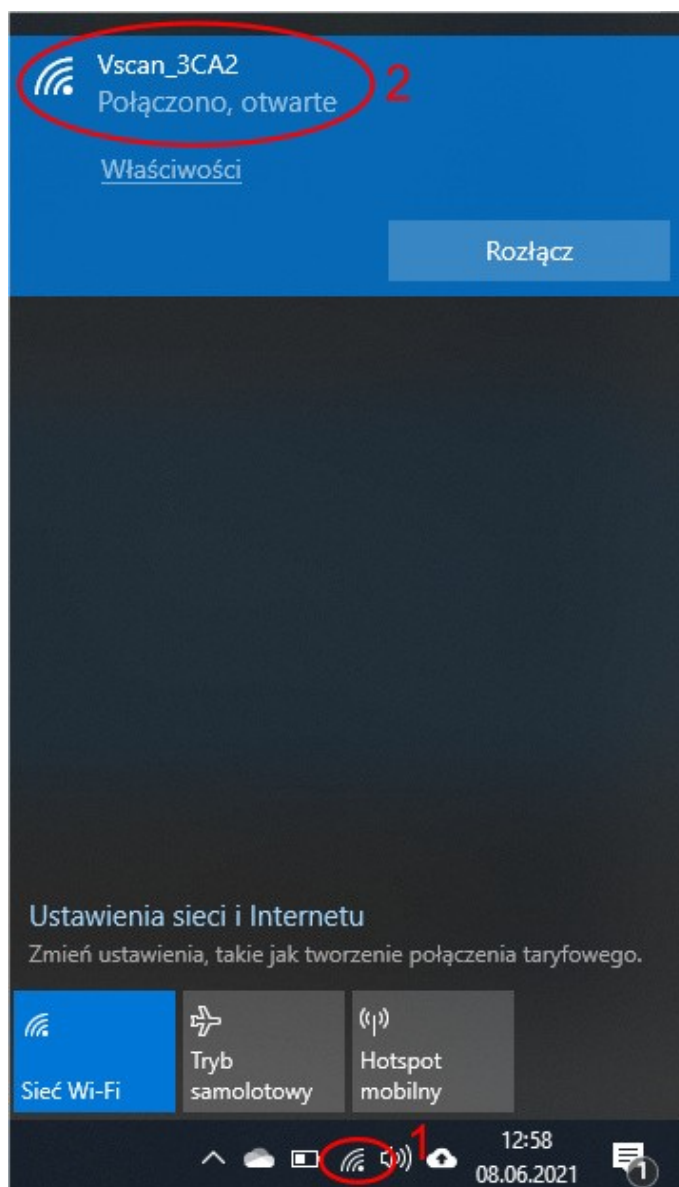 Vscan_3CA2
Połączono, otwarte
2
Właściwości
Rozłącz
Ustawienia sieci i Internetu
Zmień ustawienia, takie jak tworzenie połączenia taryfowego.
Sieć Wi-Fi
Tryb
samolotowy
Hotspot
mobilny
1
12:58
08.06.2021
1